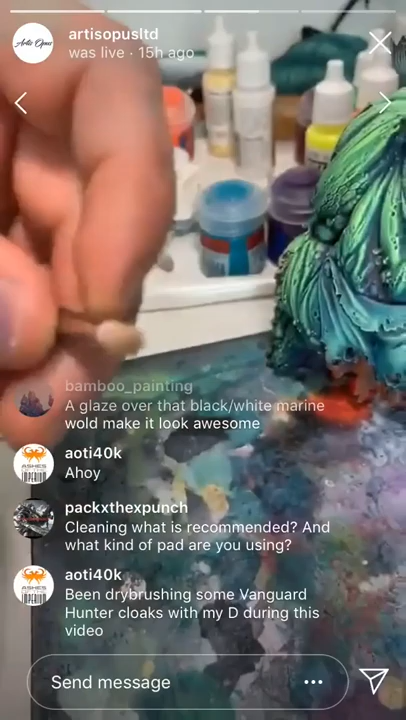 artisopusltd
was live · 15h ago
bamboo_painting
A glaze over that black/white marine
wold make it look awesome
aoti40k
Ahoy
packxthexpunch
Cleaning what is recommended? And
what kind of pad are you using?
aoti40k
Been drybrushing some Vanguard
Hunter cloaks with my D during this
video
Send message